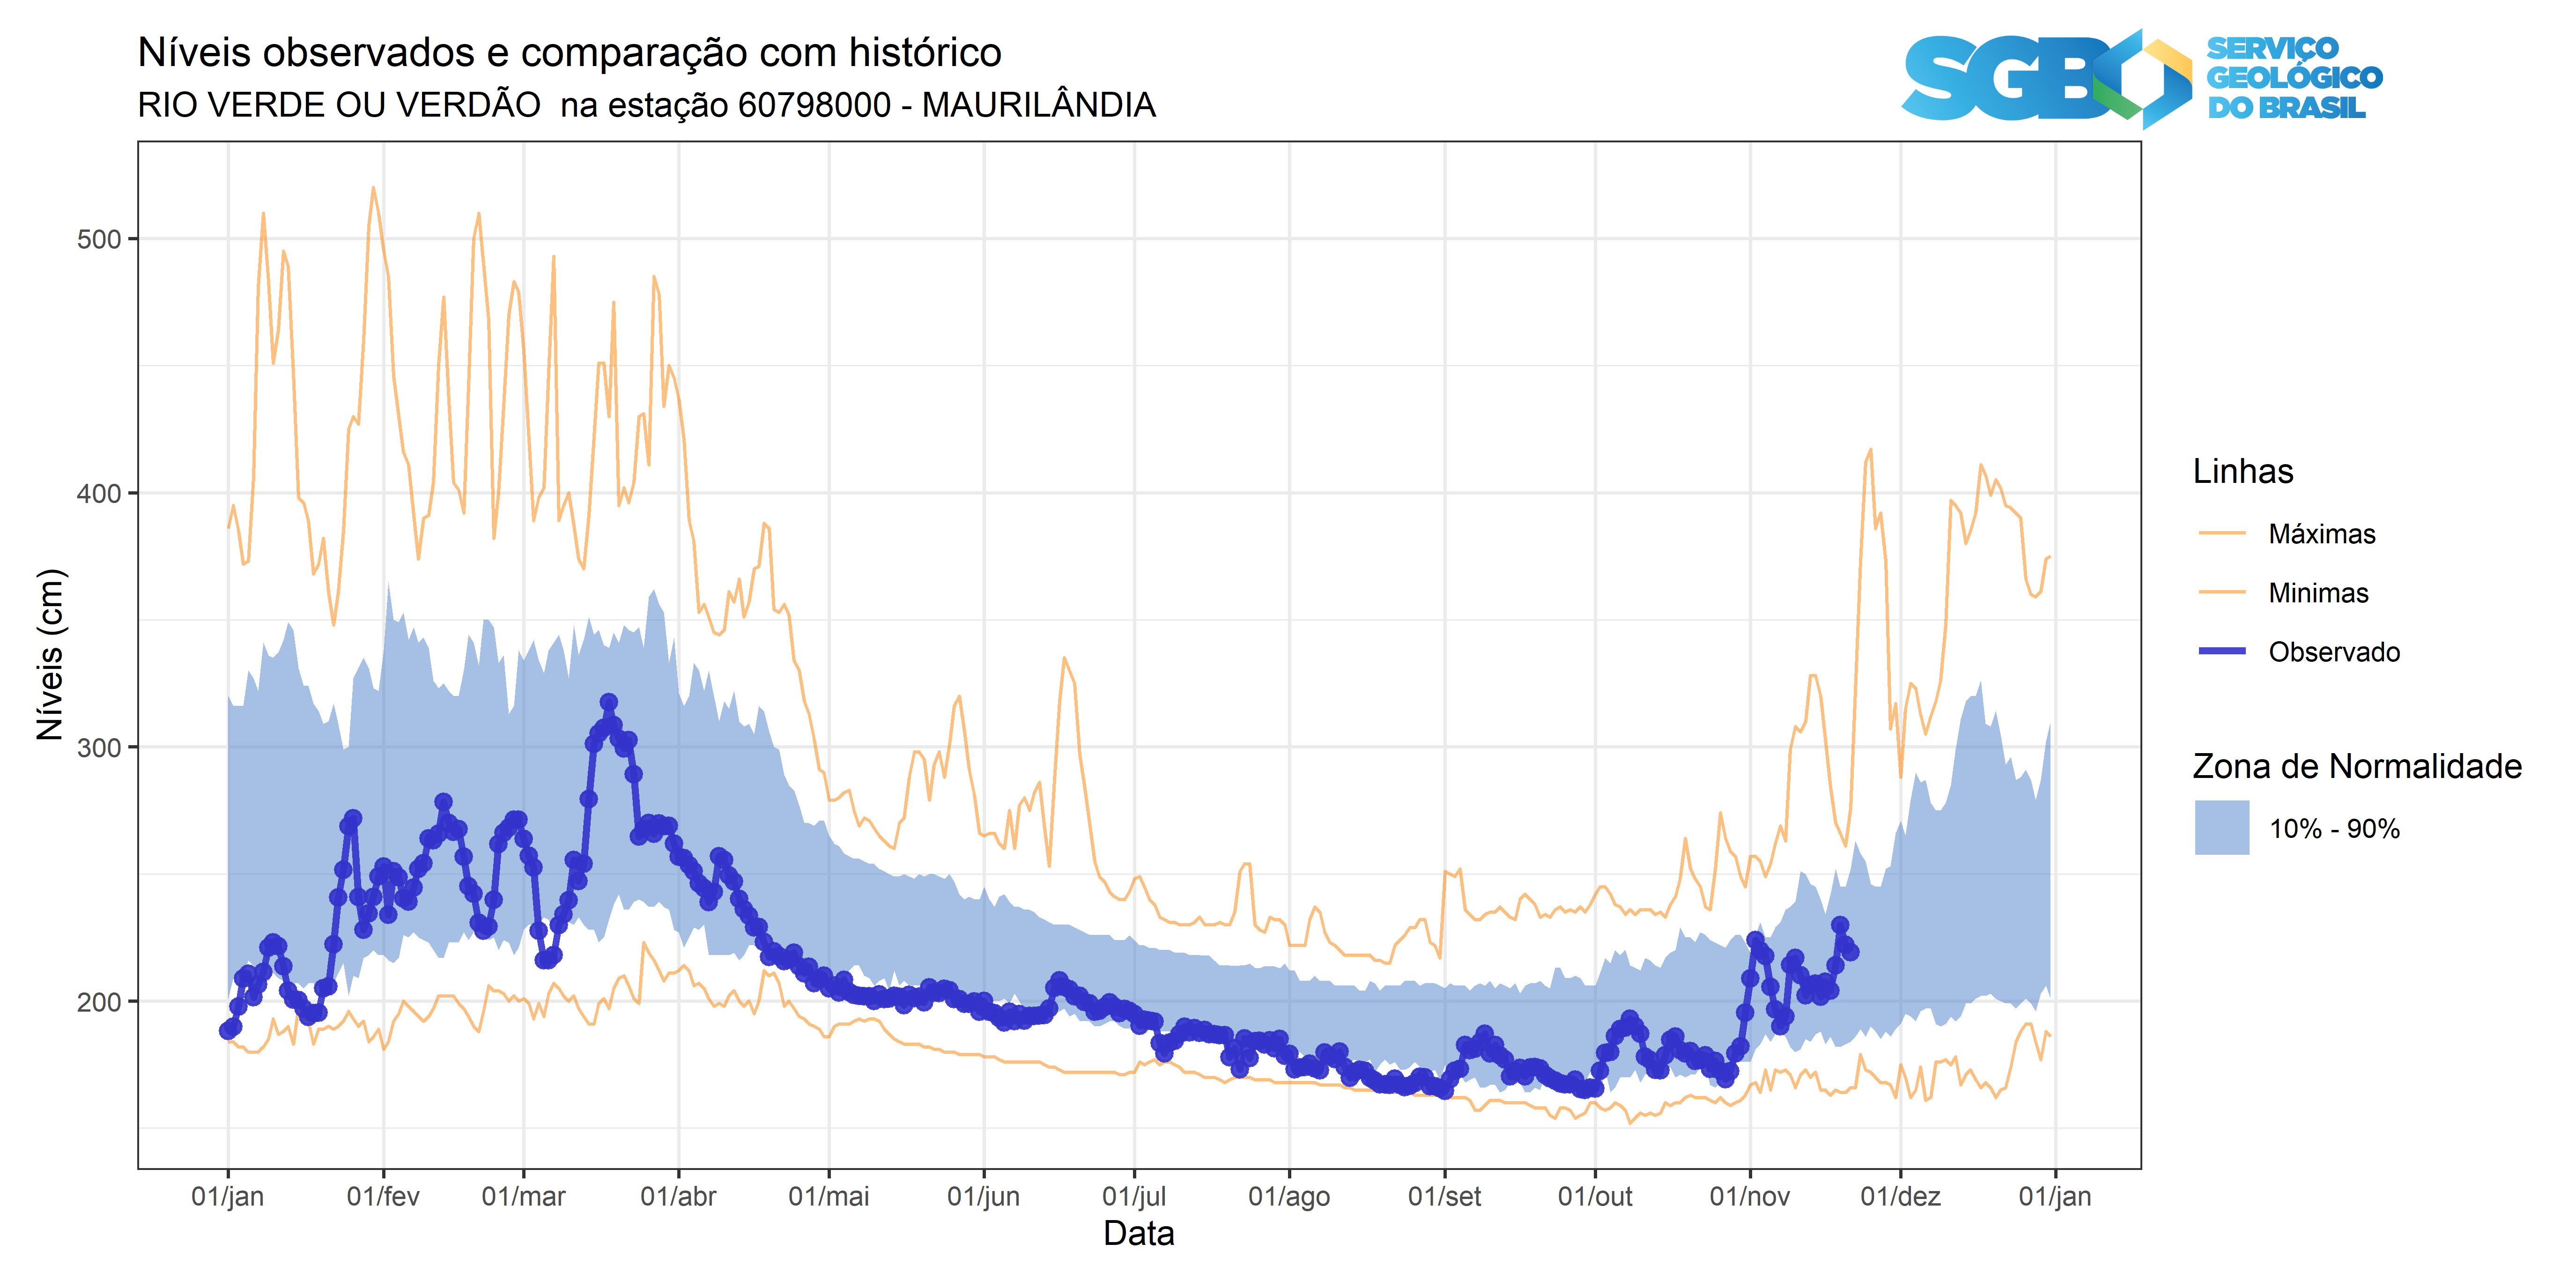 Níveis observados e comparação com histórico
RIO VERDE OU VERDÃO  na estação 60798000 - MAURILÂNDIA
SGB
SERVIÇO
GEOLÓGICO
DO BRASIL
Níveis (cm)
500
400
300
200
01/jan
01/fev
01/mar
01/abr
01/mai
01/jun
01/jul
01/ago
01/set
01/out
01/nov
01/dez
01/jan
Data
Linhas
Máximas
Minimas
Observado
Zona de Normalidade
10% - 90%